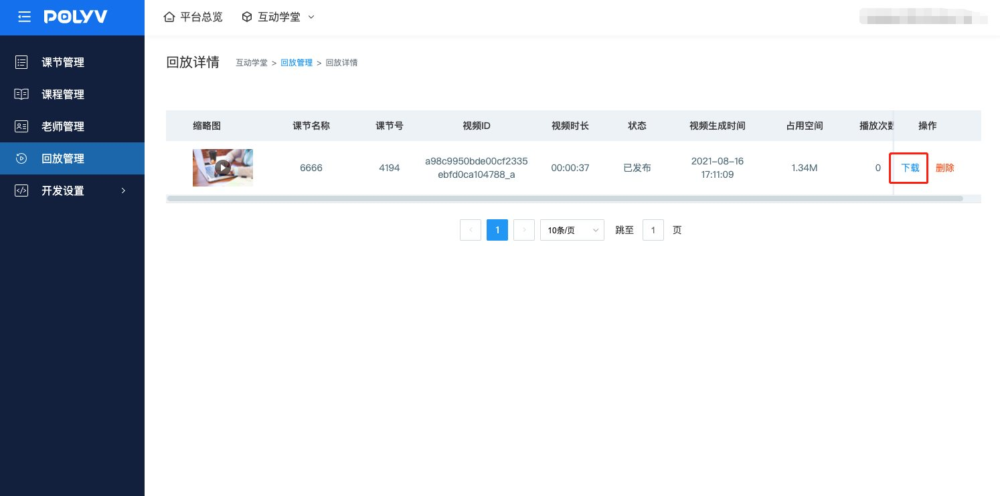 POLYV
平台总览
互动学堂
课节管理
课程管理
老师管理
回放管理
开发设置
回放详情
互动学堂 > 回放管理 > 回放详情
缩略图 课节名称 课节号 视频ID 视频时长 状态 视频生成时间 占用空间 播放次数 操作
6666 4194 a98c9950bde00cf2335 00:00:37 已发布 2021-08-16 1.34M 0 下载 删除
ebfd0ca104788_a 17:11:09
< 1 > 10条/页 跳至 1 页